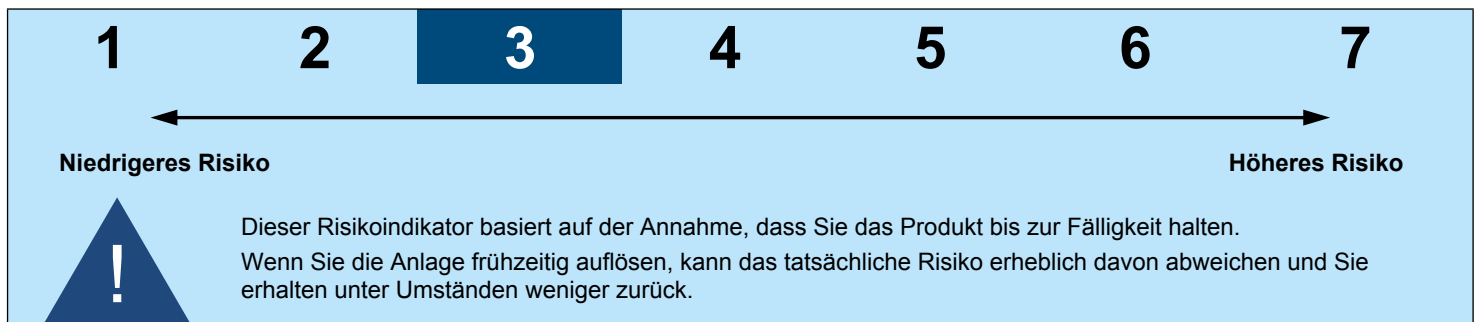 1 2 3 4 5 6 7
Niedrigeres Risiko Höheres Risiko
! Dieser Risikoindikator basiert auf der Annahme, dass Sie das Produkt bis zur Fälligkeit halten.
Wenn Sie die Anlage frühzeitig auflösen, kann das tatsächliche Risiko erheblich davon abweichen und Sie
erhalten unter Umständen weniger zurück.